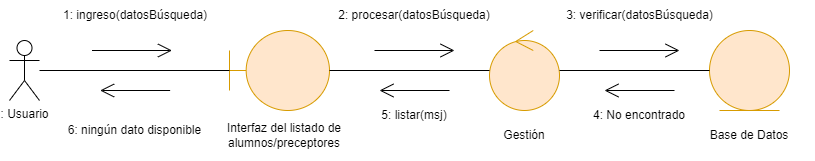 1: ingreso(datosBúsqueda)
2: procesar(datosBúsqueda)
3: verificar(datosBúsqueda)
: Usuario
6: ningún dato disponible
Interfaz del listado de
alumnos/preceptores
5: listar(msj)
Gestión
4: No encontrado
Base de Datos